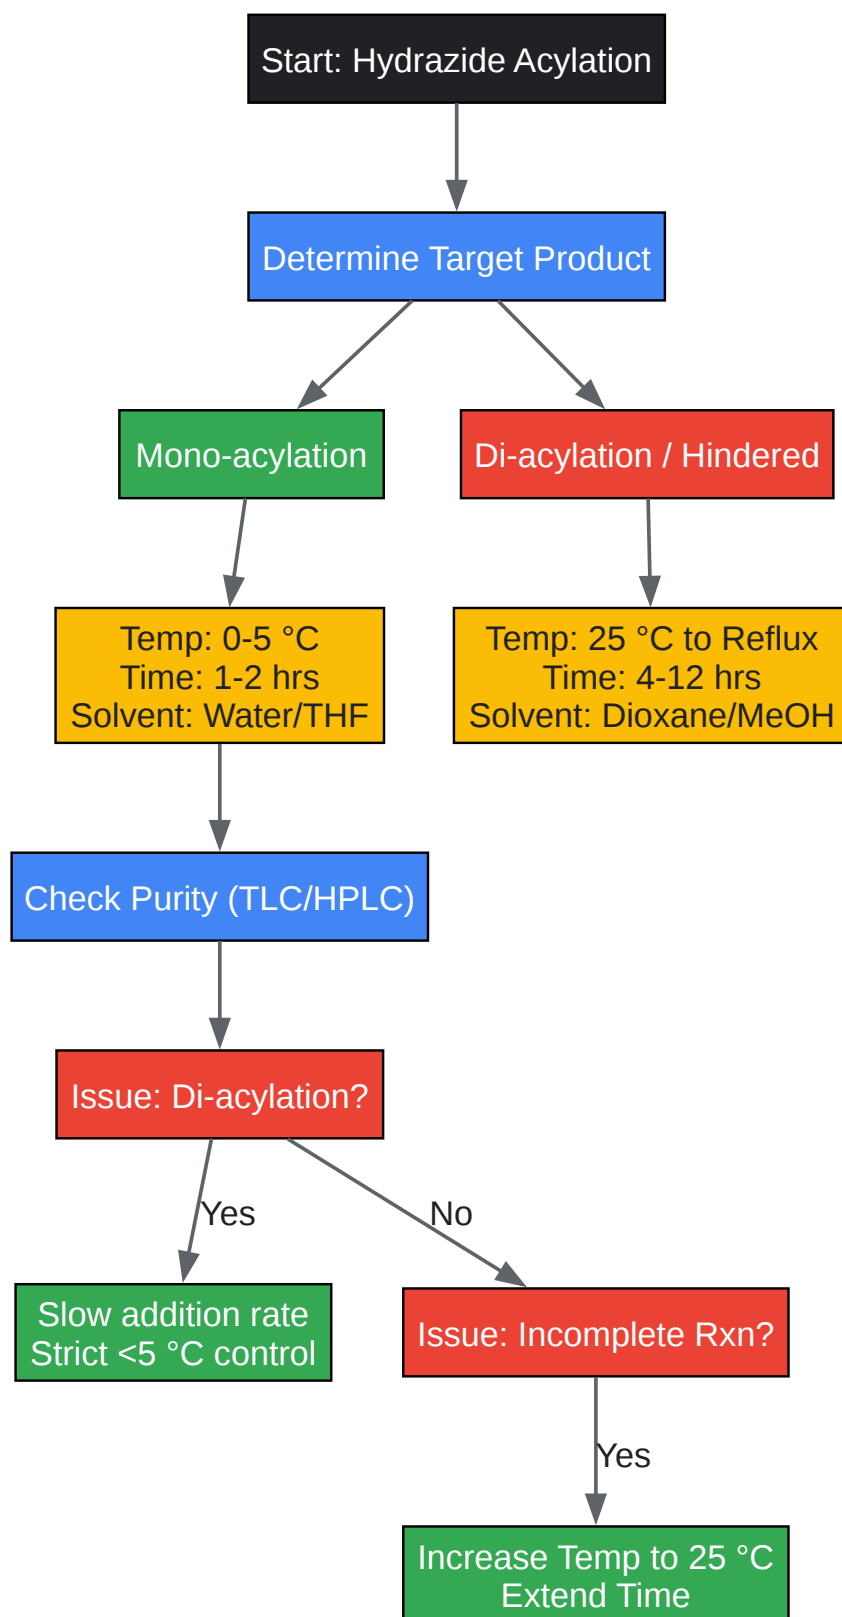 Start: Hydrazide Acylation
Determine Target Product
Mono-acylation
Di-acylation / Hindered
Temp: 0-5 °C
Time: 1-2 hrs
Solvent: Water/THF
Temp: 25 °C to Reflux
Time: 4-12 hrs
Solvent: Dioxane/MeOH
Check Purity (TLC/HPLC)
Issue: Di-acylation?
Yes
No
Slow addition rate
Strict <5 °C control
Issue: Incomplete Rxn?
Yes
Increase Temp to 25 °C
Extend Time